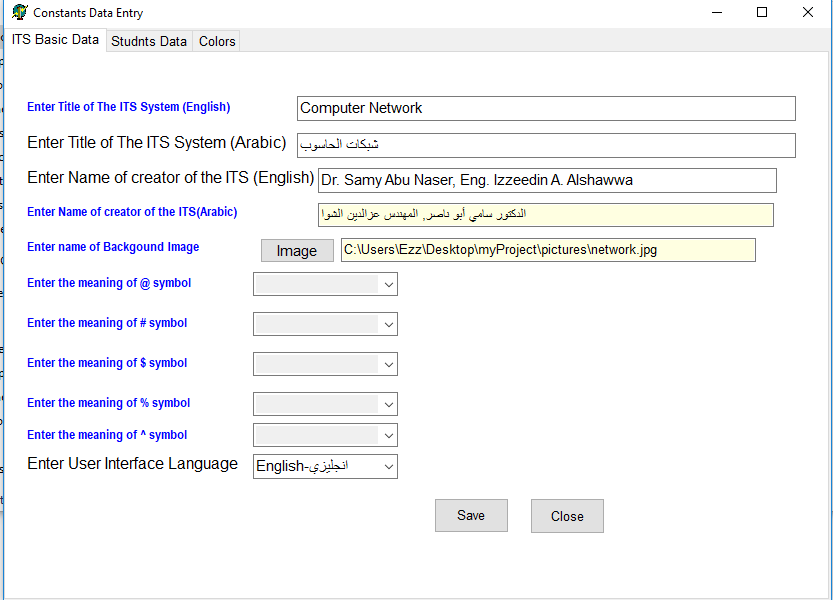 Constants Data Entry
ITS Basic Data Studnts Data Colors
Enter Title of The ITS System (English) Computer Network
Enter Title of The ITS System (Arabic) شبكات الحاسوب
Enter Name of creator of the ITS (English) Dr. Samy Abu Naser, Eng. Izzeedin A. Alshawwa
Enter Name of creator of the ITS(Arabic) الدكتور سامي أبو ناصر, المهندس عزالدين الشوا
Enter name of Backgound Image Image C:\Users\Ezz\Desktop\myProject\pictures\network.jpg
Enter the meaning of @ symbol
Enter the meaning of # symbol
Enter the meaning of $ symbol
Enter the meaning of % symbol
Enter the meaning of ^ symbol
Enter User Interface Language English-انجليزي
Save Close